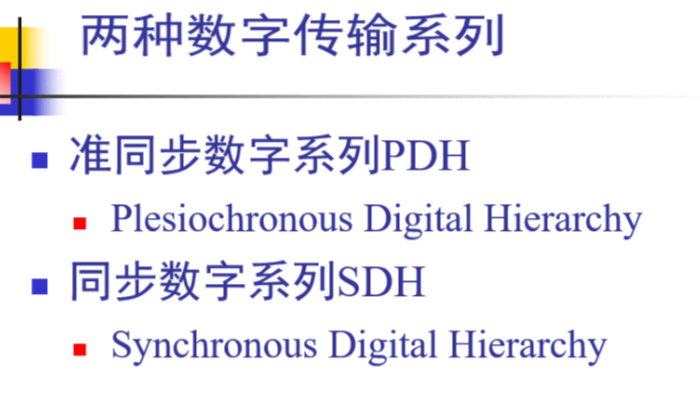 两种数字传输系列
准同步数字系列PDH
Plesiochronous Digital Hierarchy
同步数字系列SDH
Synchronous Digital Hierarchy